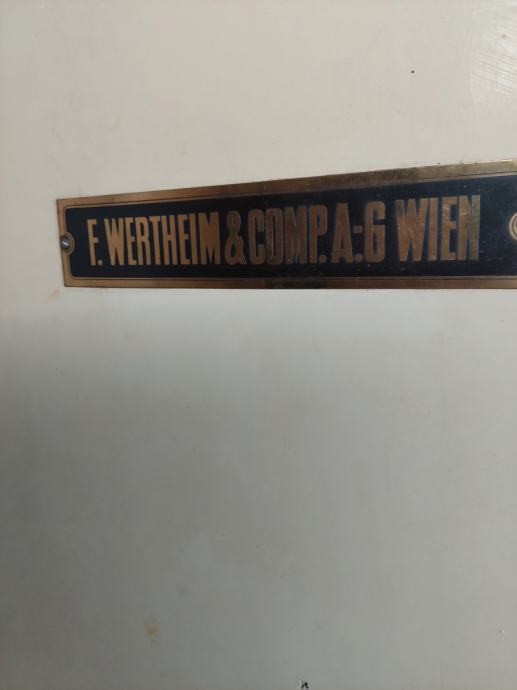 F. WERTHEIM & COMP. A.-G WIEN